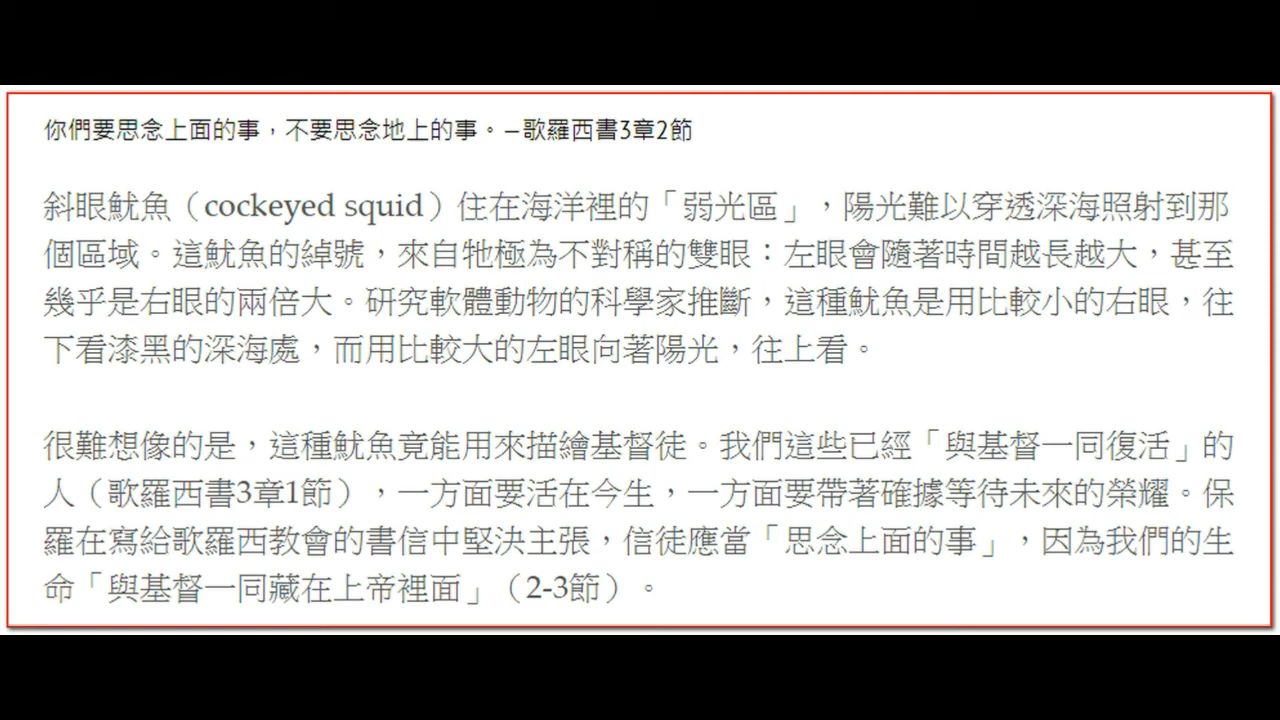 你們要思念上面的事，不要思念地上的事。—歌羅西書3章2節
斜眼魷魚（cockeyed squid）住在海洋裡的「弱光區」，陽光難以穿透深海照射到那
個區域。這魷魚的綽號，來自牠極為不對稱的雙眼：左眼會隨著時間越長越大，甚至
幾乎是右眼的兩倍大。研究軟體動物的科學家推斷，這種魷魚是用比較小的右眼，往
下看漆黑的深海處，而用比較大的左眼向著陽光，往上看。
很難想像的是，這種魷魚竟能用來描繪基督徒。我們這些已經「與基督一同復活」的
人（歌羅西書3章1節），一方面要活在今生，一方面要帶著確據等待未來的榮耀。保
羅在寫給歌羅西教會的書信中堅決主張，信徒應當「思念上面的事」，因為我們的生
命「與基督一同藏在上帝裡面」（2-3節）。